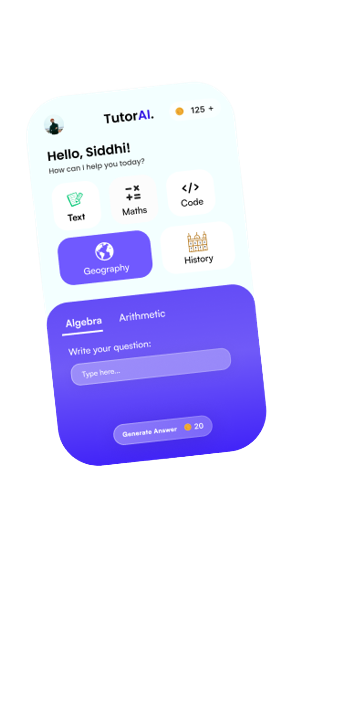 TutorAI.
125 +
Hello, Siddhi!
How can I help you today?
Text
Maths
</>
Code
Geography
History
Algebra
Arithmetic
Write your question:
Type here...
Generate Answer 20